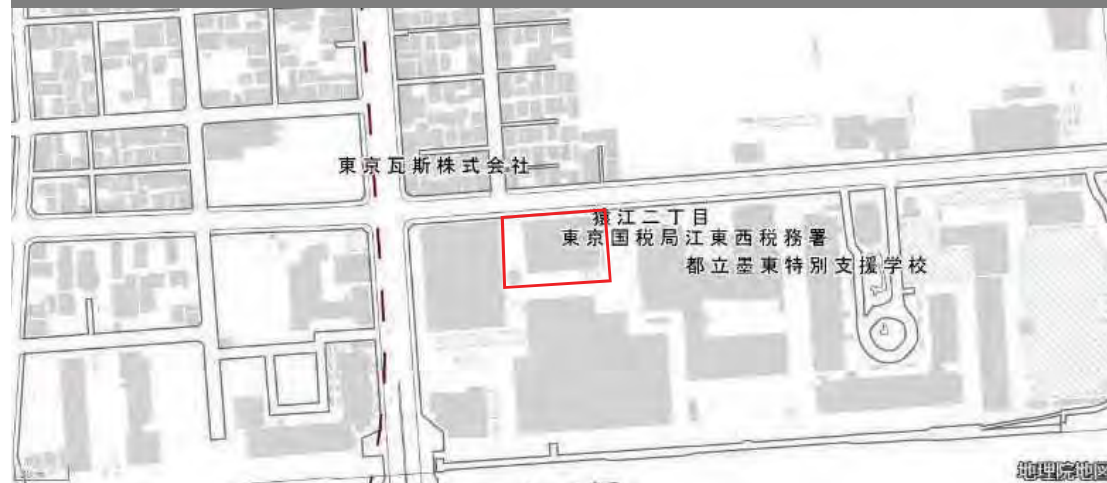 東京瓦斯株式会社
猿江二丁目
東京国税局江東西税務署
都立墨東特別支援学校
地理院地図